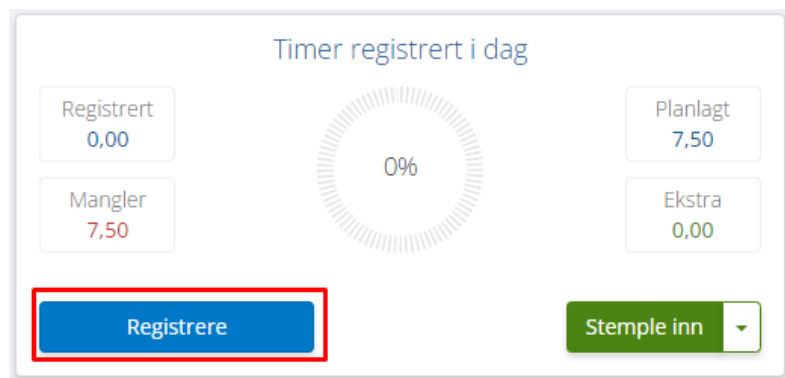 Timer registrert i dag
Registrert
0,00
Planlagt
7,50
0%
Mangler
7,50
Ekstra
0,00
Registrere
Stemple inn